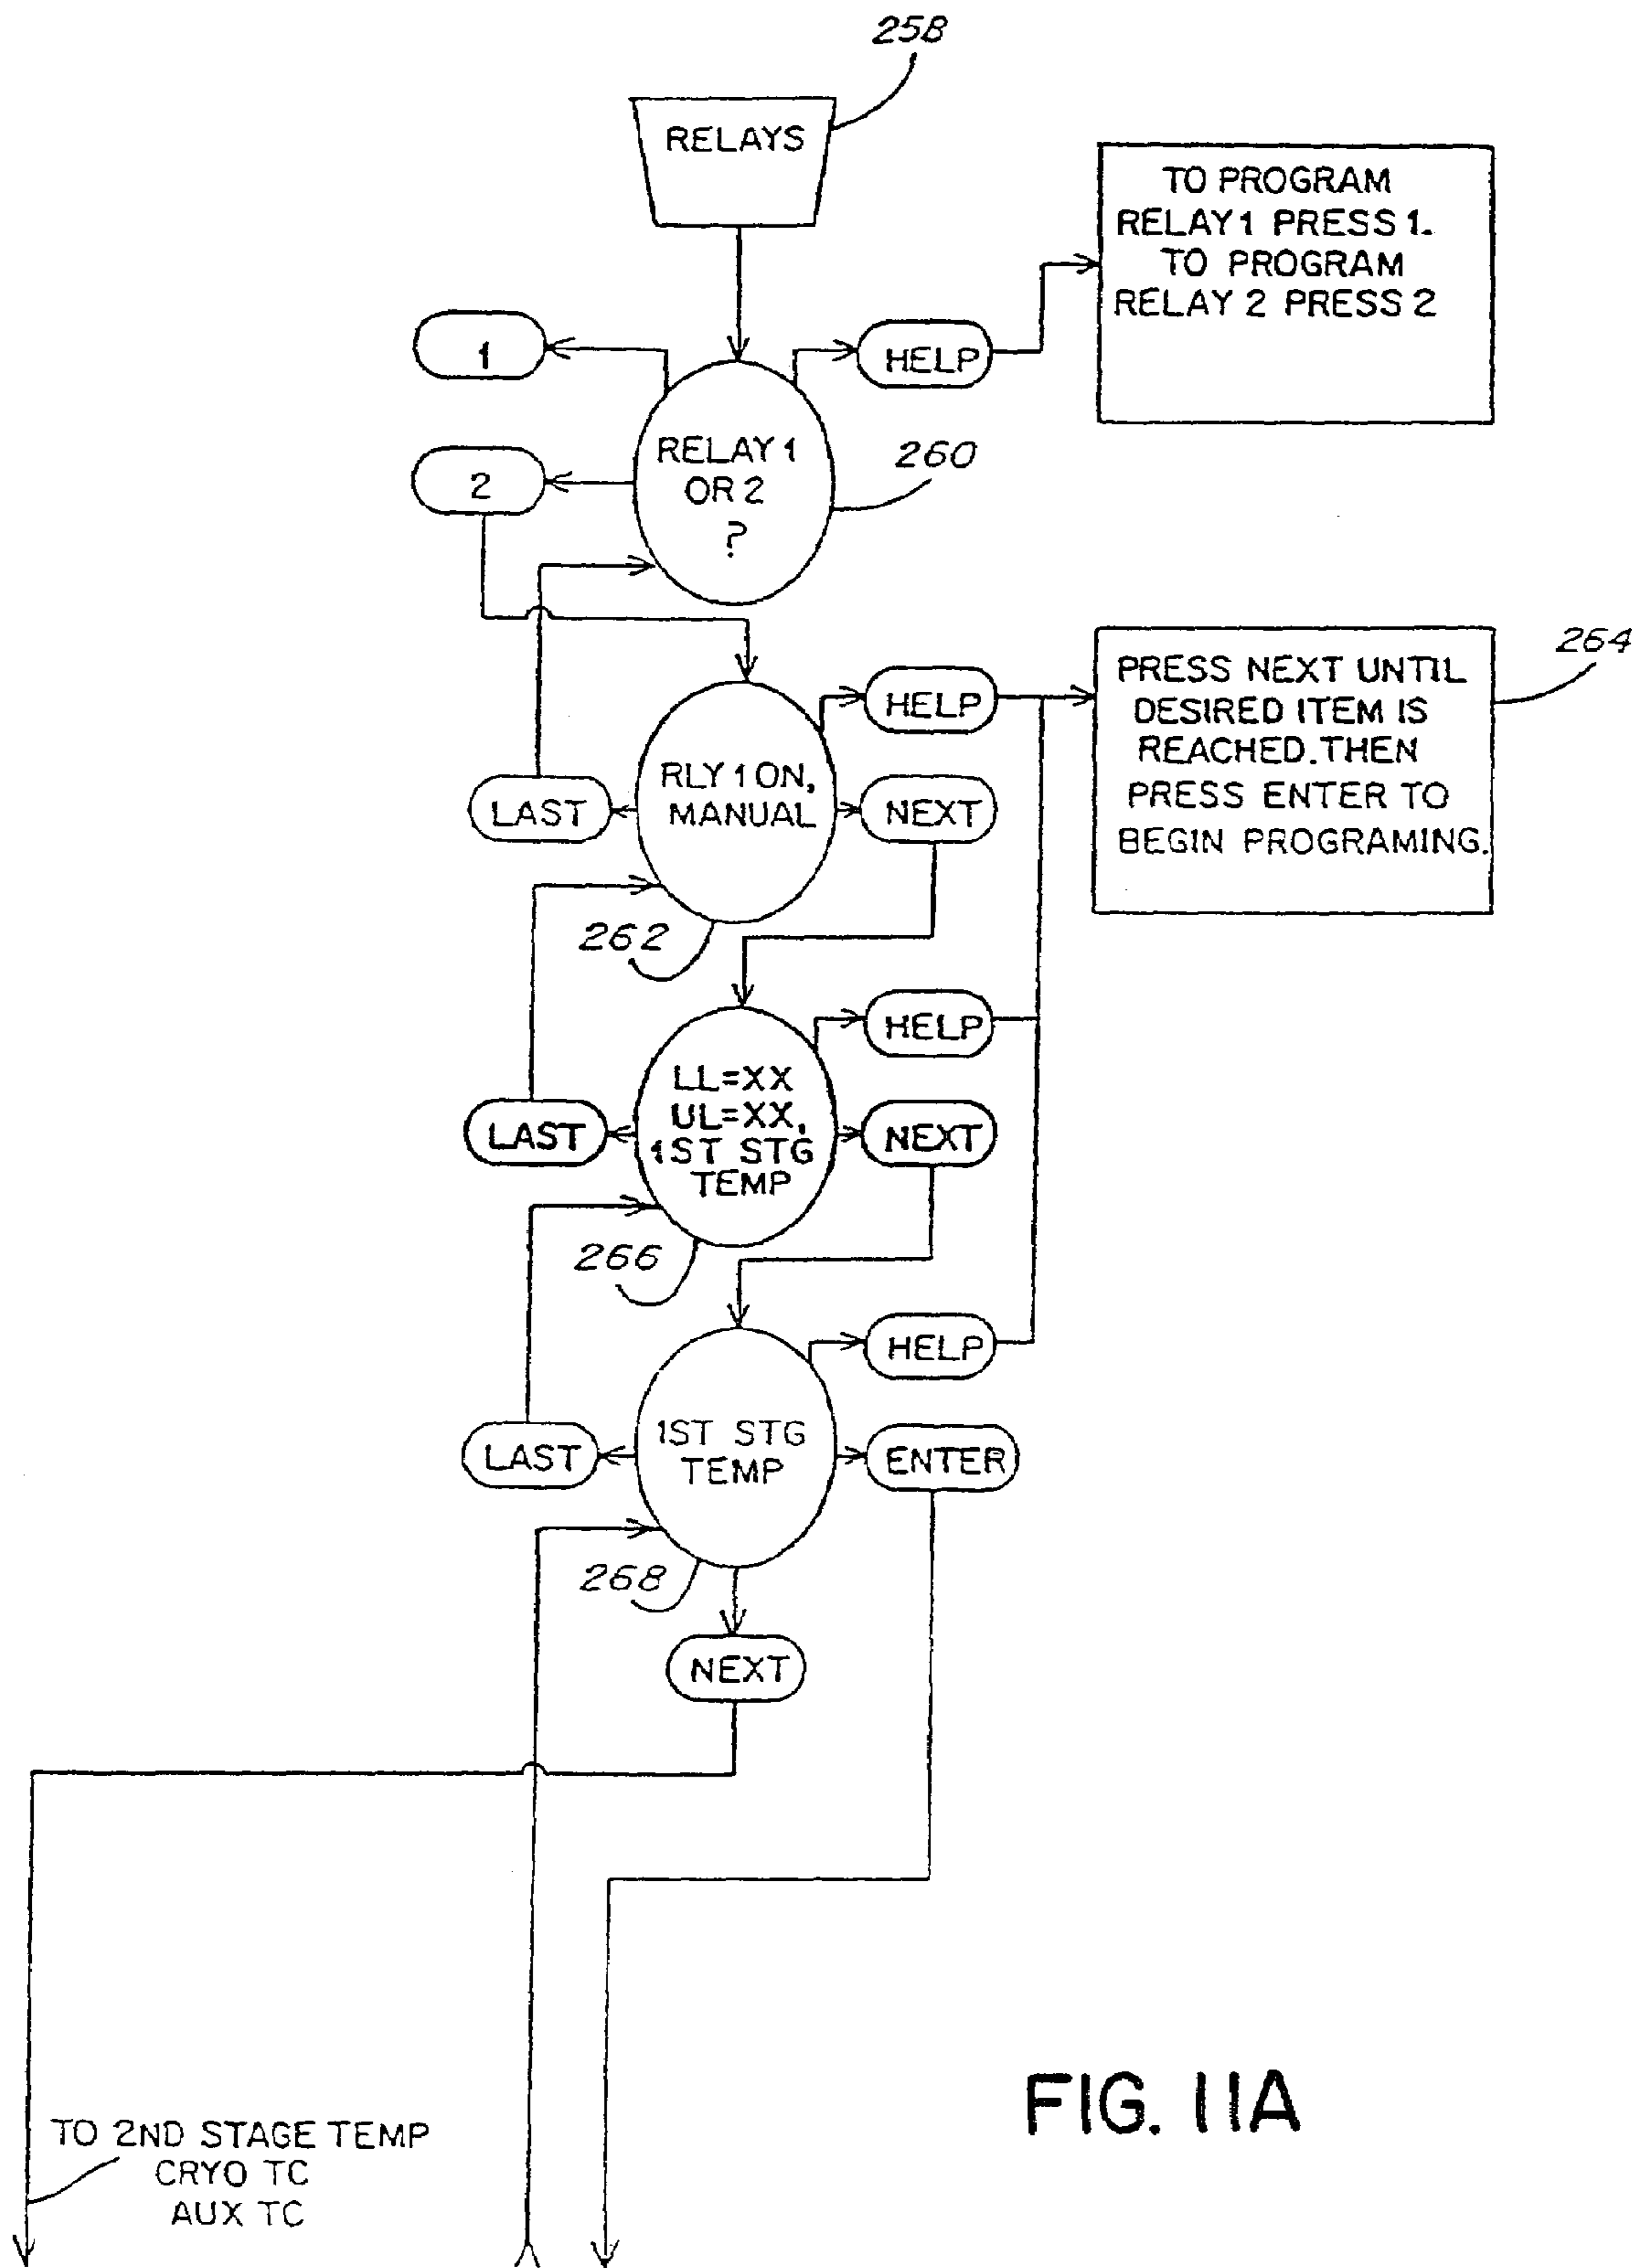 258
RELAYS
TO PROGRAM
RELAY 1 PRESS 1.
TO PROGRAM
RELAY 2 PRESS 2
1
HELP
RELAY 1
OR 2
?
260
2
HELP
PRESS NEXT UNTIL
DESIRED ITEM IS
REACHED. THEN
PRESS ENTER TO
BEGIN PROGRAMING.
264
LAST
RLY 1 ON,
MANUAL
NEXT
262
HELP
LAST
LL=XX
UL=XX,
1ST STG
TEMP
NEXT
266
HELP
LAST
1ST STG
TEMP
ENTER
268
NEXT
TO 2ND STAGE TEMP
CRYO TC
AUX TC
FIG. 11A